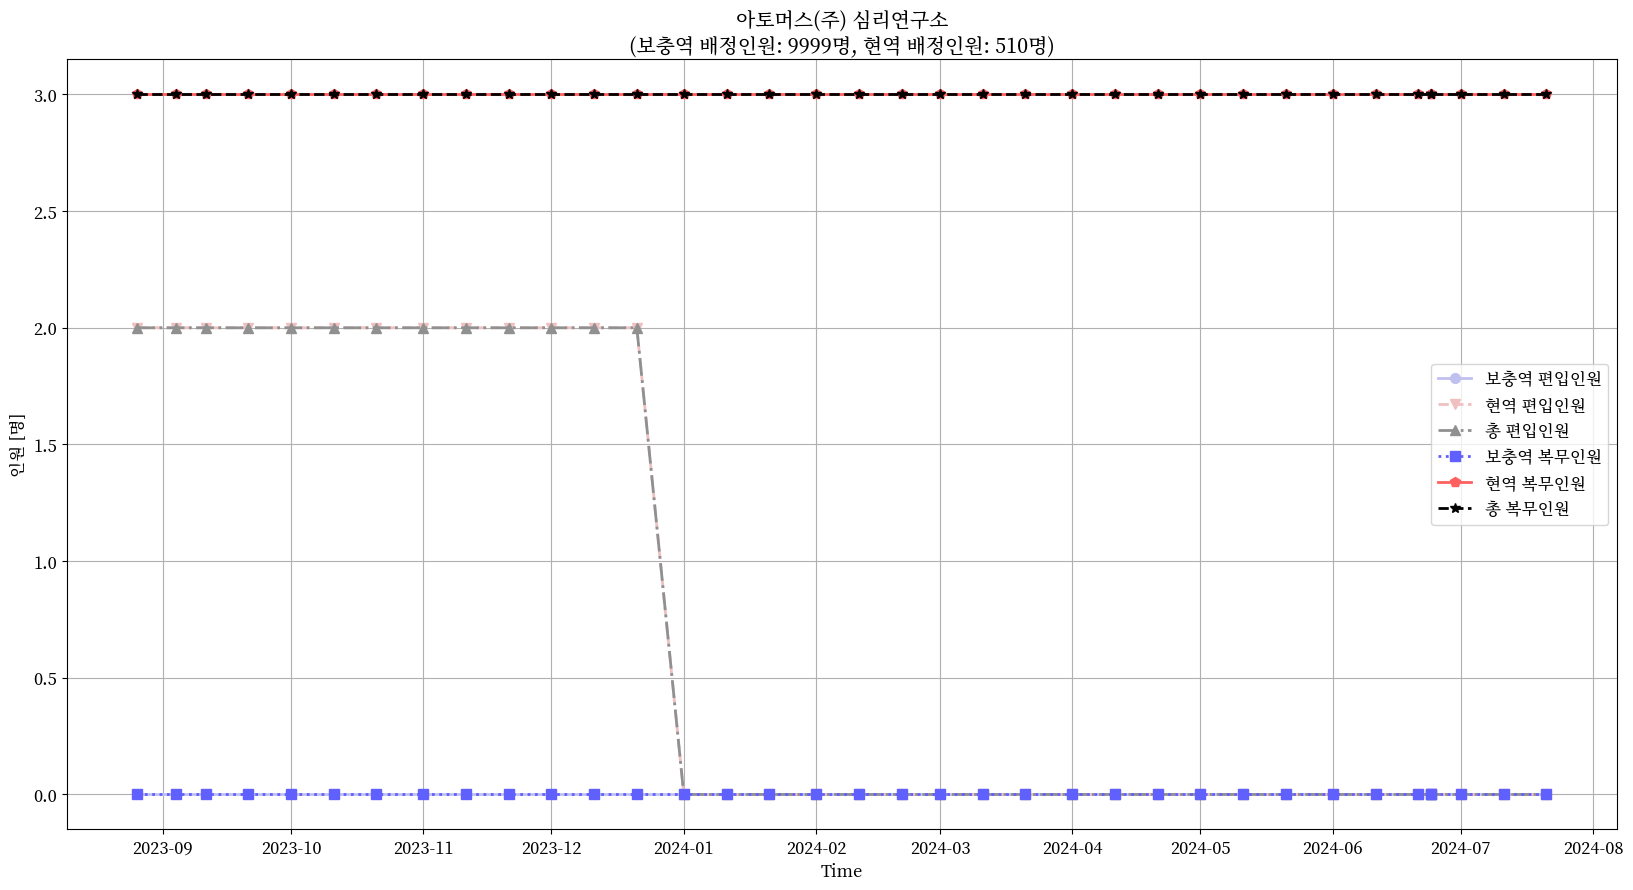 아토머스(주) 심리연구소
(보충역 배정인원: 9999명, 현역 배정인원: 510명)
인원 [명]
3.0
2.5
2.0
1.5
1.0
0.5
0.0
보충역 편입인원
현역 편입인원
총 편입인원
보충역 복무인원
현역 복무인원
총 복무인원
2023-09 2023-10 2023-11 2023-12 2024-01 2024-02 2024-03 2024-04 2024-05 2024-06 2024-07 2024-08
Time